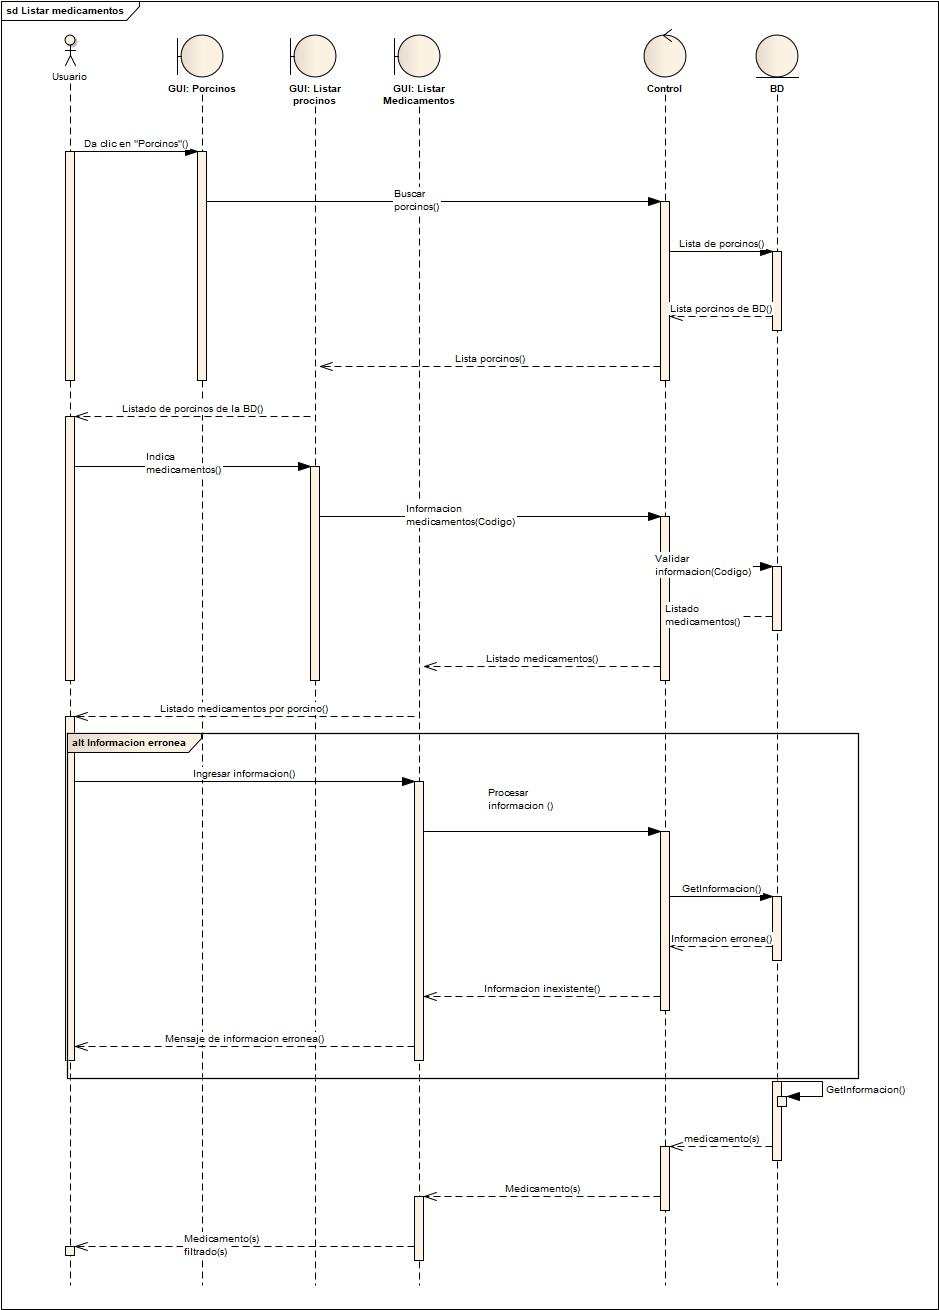 sd Listar medicamentos
Usuario
GUI: Porcinos
GUI: Listar
procinos
GUI: Listar
Medicamentos
Control
BD
Da clic en "Porcinos"()
Buscar
porcinos()
Lista de porcinos()
Lista porcinos de BD()
Lista porcinos()
Listado de porcinos de la BD()
Indica
medicamentos()
Informacion
medicamentos(Codigo)
Validar
informacion(Codigo)
Listado
medicamentos()
Listado medicamentos()
Listado medicamentos por porcino()
alt Informacion erronea
Ingresar informacion()
Procesar
informacion ()
GetInformacion()
Informacion erronea()
Informacion inexistente()
Mensaje de informacion erronea()
GetInformacion()
medicamento(s)
Medicamento(s)
Medicamento(s)
filtrado(s)